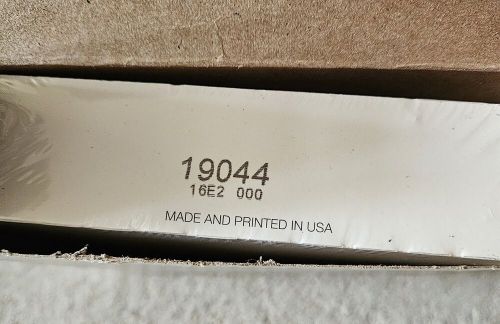 19044
16E2 000
MADE AND PRINTED IN USA